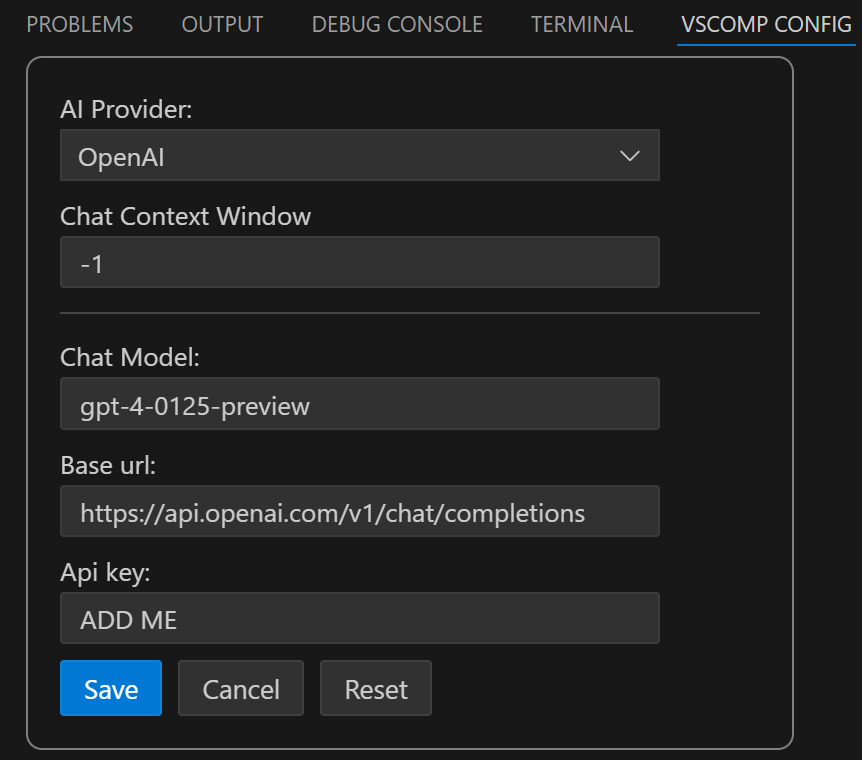 PROBLEMS OUTPUT DEBUG CONSOLE TERMINAL VSCOMP CONFIG
AI Provider:
OpenAI
Chat Context Window
-1
Chat Model:
gpt-4-0125-preview
Base url:
https://api.openai.com/v1/chat/completions
Api key:
ADD ME
Save Cancel Reset